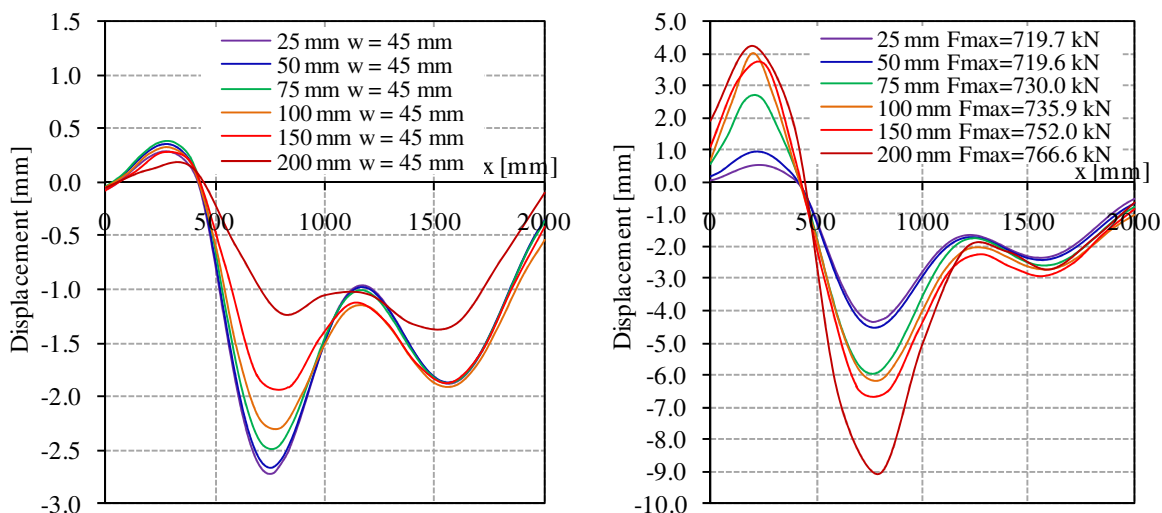 1.5
1.0
0.5
0.0
-0.5
-1.0
-1.5
-2.0
-2.5
-3.0
Displacement [mm]
0
500
1000
1500
2000
x [mm]
25 mm w = 45 mm
50 mm w = 45 mm
75 mm w = 45 mm
100 mm w = 45 mm
150 mm w = 45 mm
200 mm w = 45 mm
5.0
4.0
3.0
2.0
1.0
0.0
-1.0
-2.0
-3.0
-4.0
-5.0
-6.0
-7.0
-8.0
-9.0
-10.0
Displacement [mm]
0
500
1000
1500
2000
x [mm]
25 mm Fmax=719.7 kN
50 mm Fmax=719.6 kN
75 mm Fmax=730.0 kN
100 mm Fmax=735.9 kN
150 mm Fmax=752.0 kN
200 mm Fmax=766.6 kN